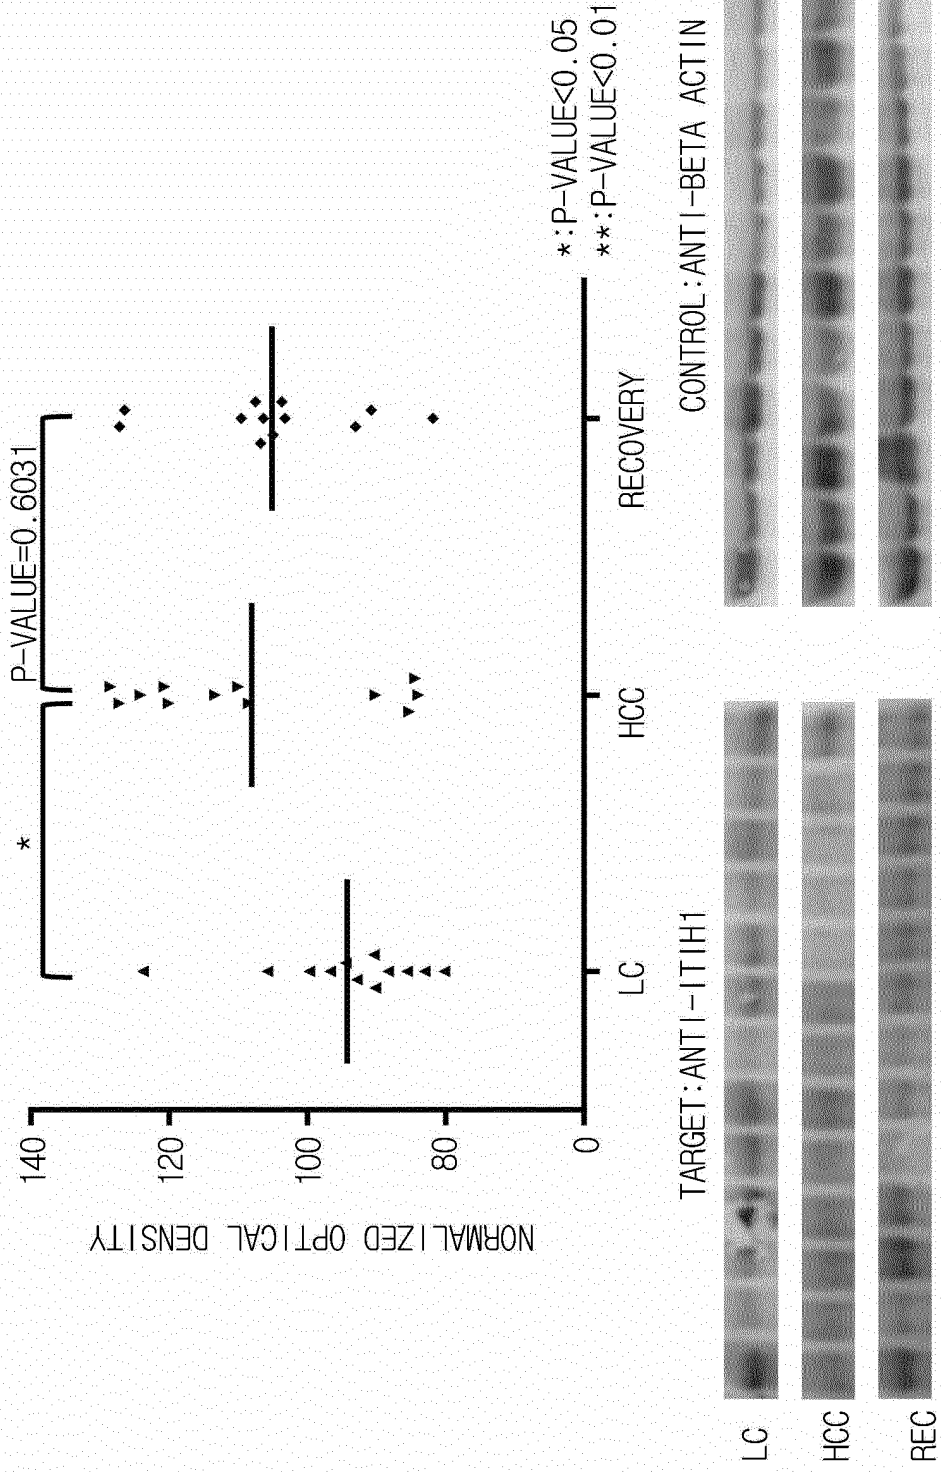 P-VALUE=0.6031
*
140
120
100
80
0
NORMALIZED OPTICAL DENSITY
LC
HCC
RECOVERY
*:P-VALUE<0.05
**:P-VALUE<0.01
TARGET:ANTI-ITIH1
CONTROL:ANTI-BETA ACTIN
LC
HCC
REC